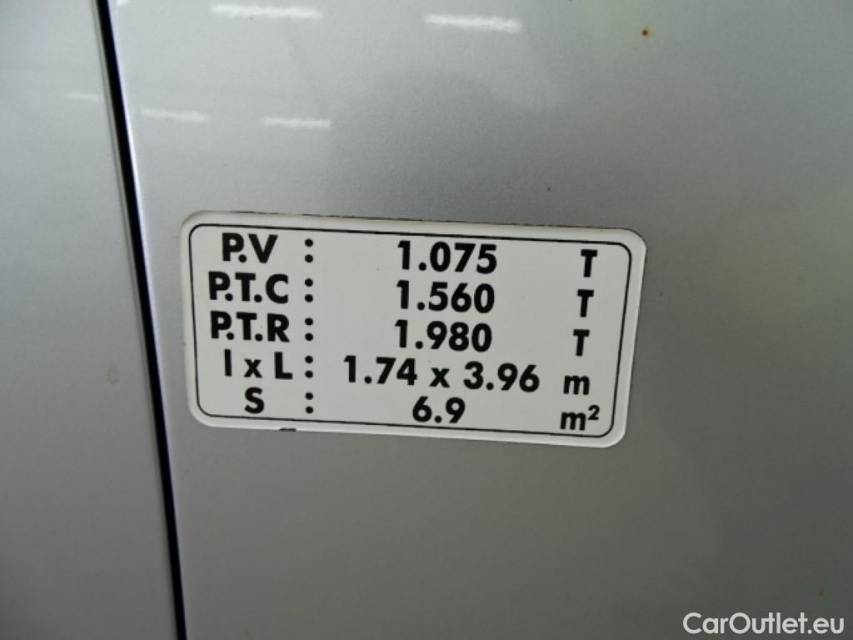 P.V : 1.075 T
P.T.C : 1.560 T
P.T.R : 1.980 T
l x L : 1.74 x 3.96 m
S : 6.9 m²
CarOutlet.eu